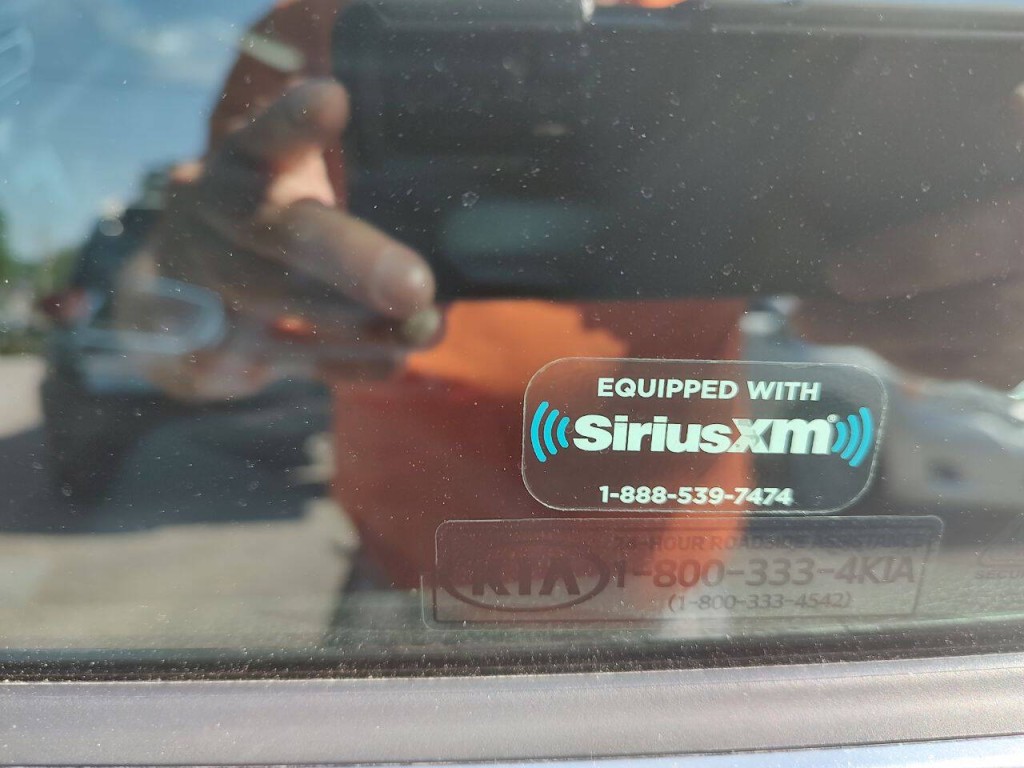 EQUIPPED WITH
SiriusXM
1-888-539-7474
24-HOUR ROADSIDE ASSISTANCE
KIA 1-800-333-4KIA
(1-800-333-4542)